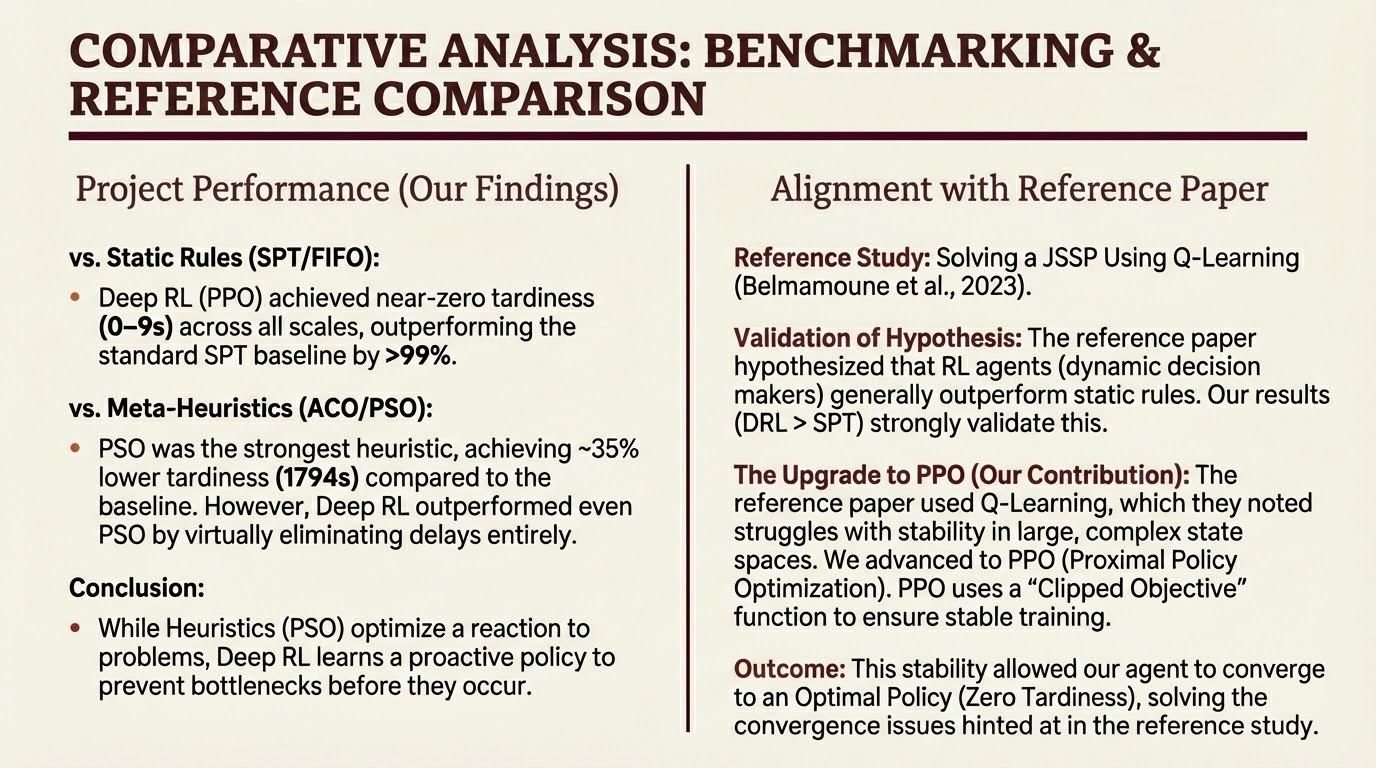 COMPARATIVE ANALYSIS: BENCHMARKING &
REFERENCE COMPARISON
Project Performance (Our Findings)
vs. Static Rules (SPT/FIFO):
• Deep RL (PPO) achieved near-zero tardiness
(0–9s) across all scales, outperforming the
standard SPT baseline by >99%.
vs. Meta-Heuristics (ACO/PSO):
• PSO was the strongest heuristic, achieving ~35%
lower tardiness (1794s) compared to the
baseline. However, Deep RL outperformed even
PSO by virtually eliminating delays entirely.
Conclusion:
• While Heuristics (PSO) optimize a reaction to
problems, Deep RL learns a proactive policy to
prevent bottlenecks before they occur.
Alignment with Reference Paper
Reference Study: Solving a JSSP Using Q-Learning
(Belmamoune et al., 2023).
Validation of Hypothesis: The reference paper
hypothesized that RL agents (dynamic decision
makers) generally outperform static rules. Our results
(DRL > SPT) strongly validate this.
The Upgrade to PPO (Our Contribution): The
reference paper used Q-Learning, which they noted
struggles with stability in large, complex state
spaces. We advanced to PPO (Proximal Policy
Optimization). PPO uses a “Clipped Objective”
function to ensure stable training.
Outcome: This stability allowed our agent to converge
to an Optimal Policy (Zero Tardiness), solving the
convergence issues hinted at in the reference study.